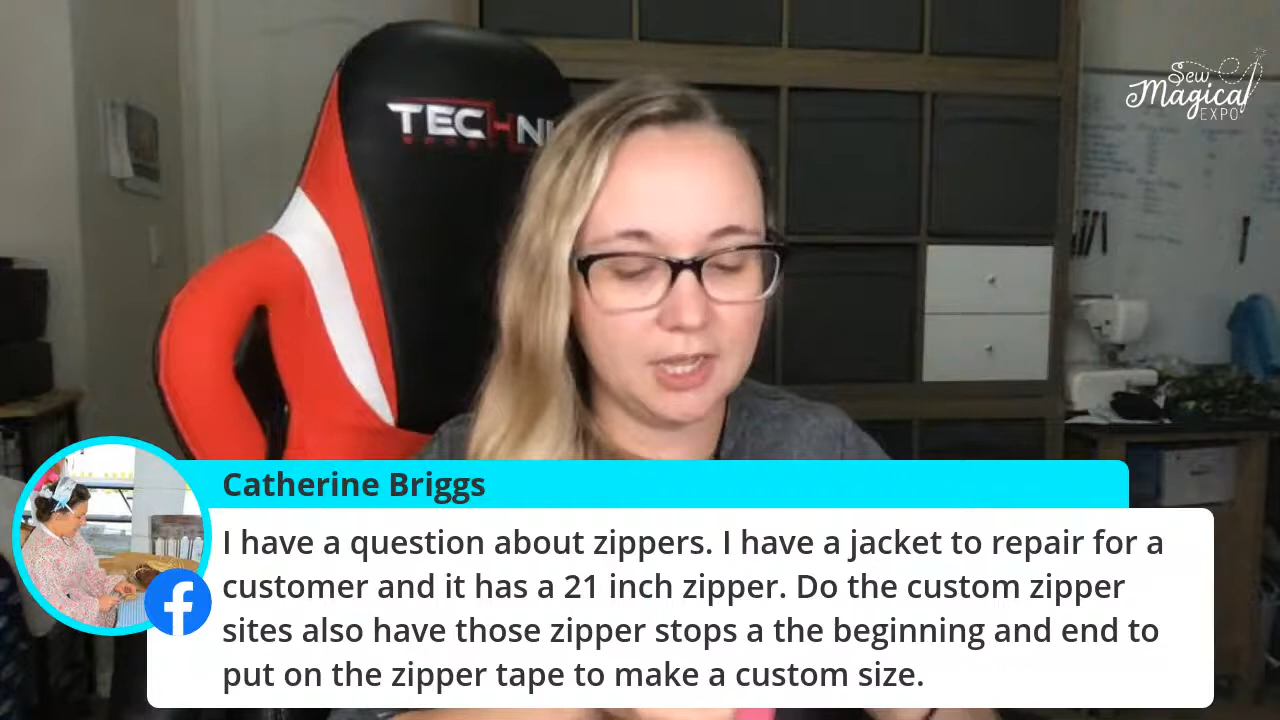 TECHNI
Sew
Magical
EXPO
Catherine Briggs
I have a question about zippers. I have a jacket to repair for a
customer and it has a 21 inch zipper. Do the custom zipper
sites also have those zipper stops a the beginning and end to
put on the zipper tape to make a custom size.